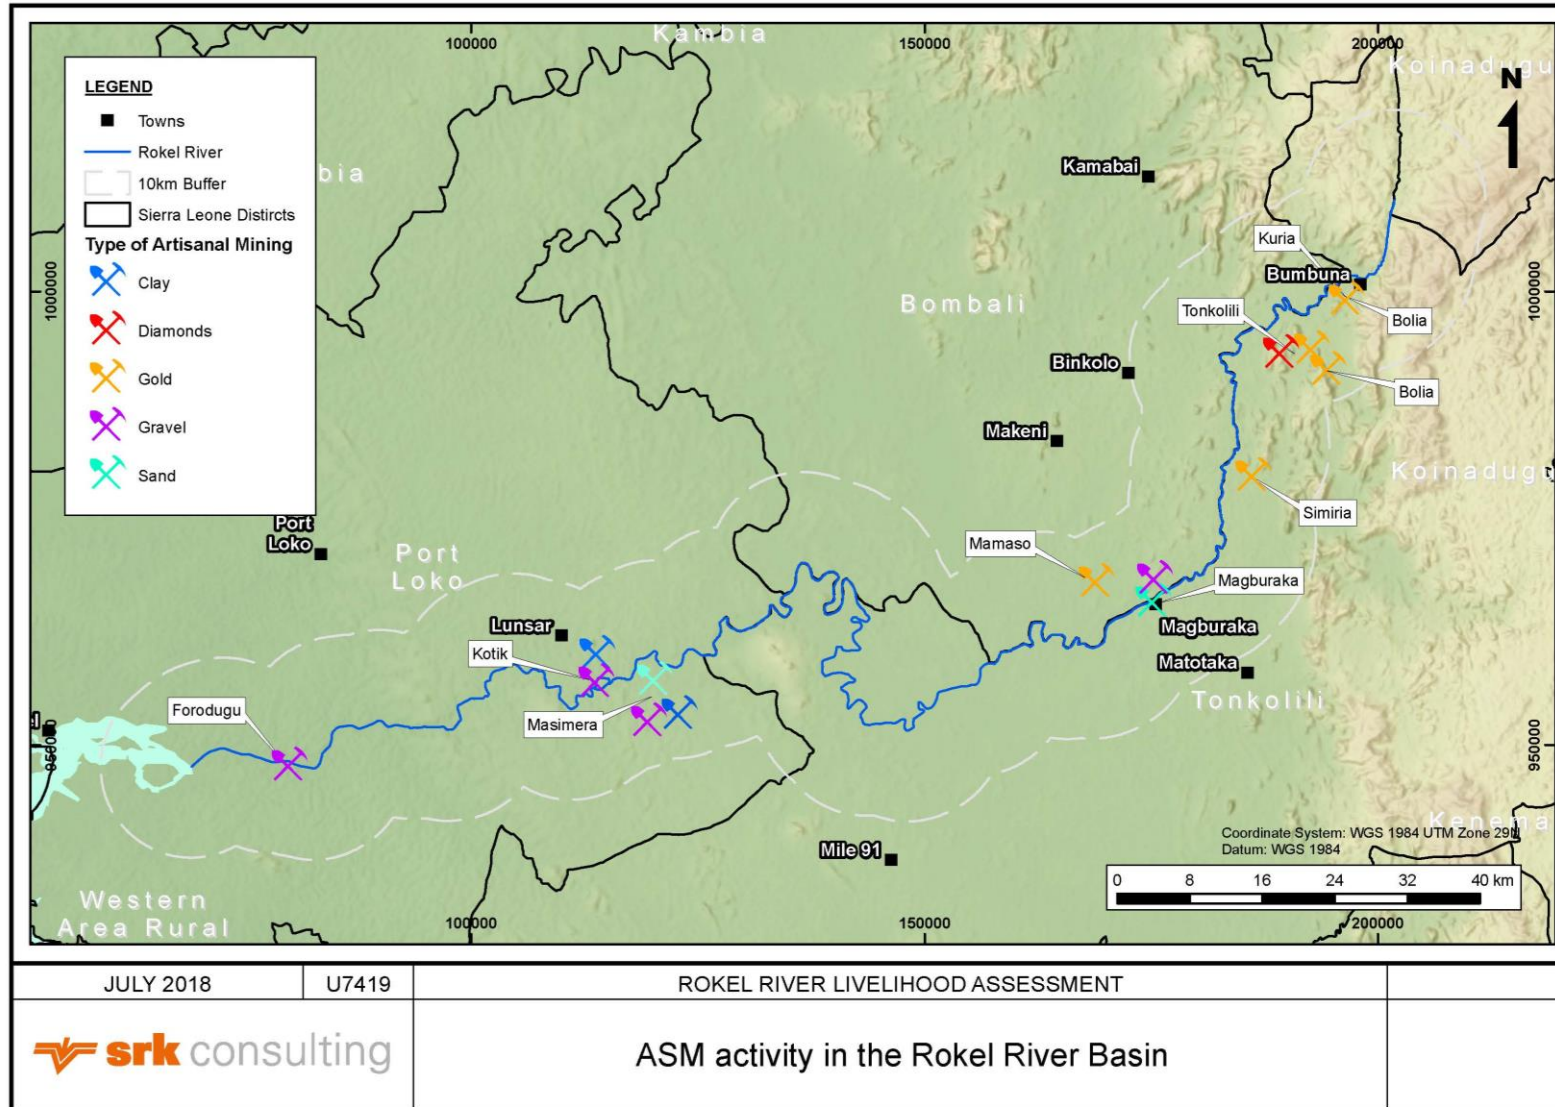 Kambia
100000
150000
200000
Koinadugu
N
LEGEND
Towns
Rokel River
10km Buffer
Sierra Leone Distircts
Type of Artisanal Mining
Clay
Diamonds
Gold
Gravel
Sand
bia
Kamabai
Kuria
Bumbuna
1000000
1000000
Bombali
Tonkolili
Bolia
Binkolo
Bolia
Makeni
Koinadugu
Simiria
Port
Loko
Port
Loko
Mamaso
Magburaka
Magburaka
Lunsar
Kotik
Matotaka
Tonkolili
Forodugu
Masimera
950000
950000
Kenema
Coordinate System: WGS 1984 UTM Zone 29N
Datum: WGS 1984
Mile 91
0 8 16 24 32 40 km
Western
Area Rural
100000
150000
200000
JULY 2018
U7419
ROKEL RIVER LIVELIHOOD ASSESSMENT
srk consulting
ASM activity in the Rokel River Basin